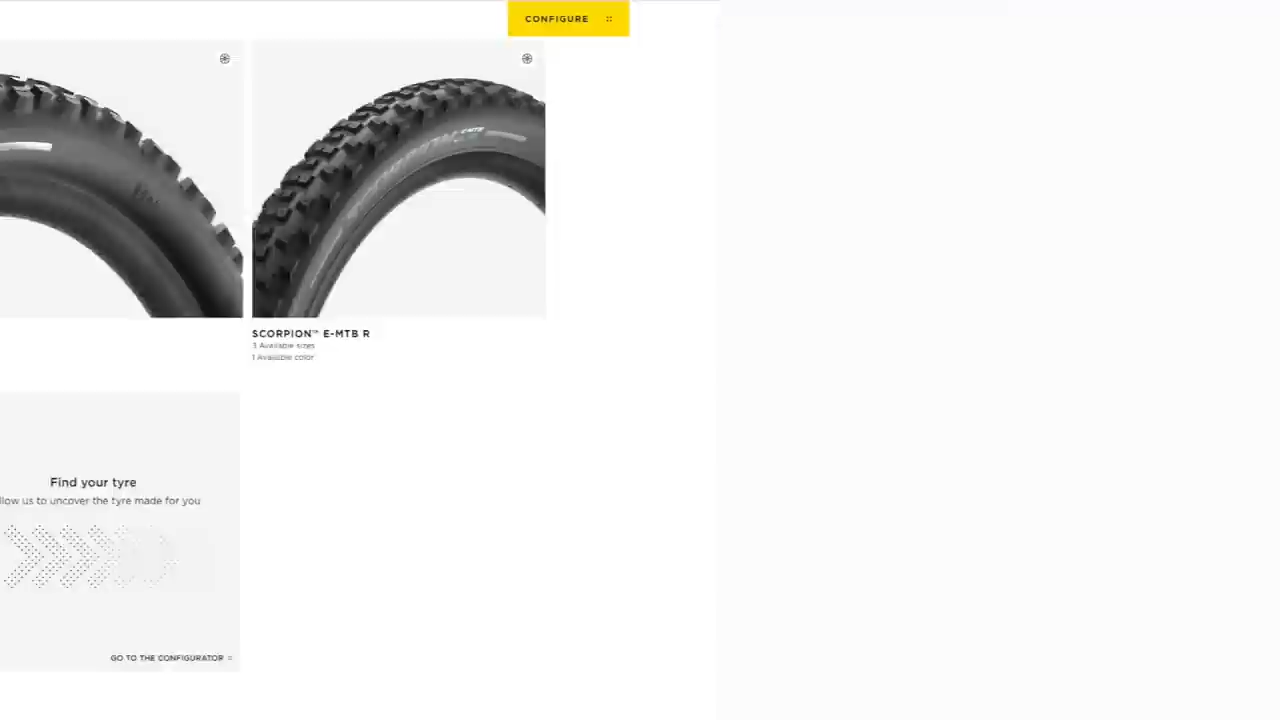 CONFIGURE
SCORPION™ E-MTB R
3 Available sizes
1 Available color
Find your tyre
llow us to uncover the tyre made for you
GO TO THE CONFIGURATOR